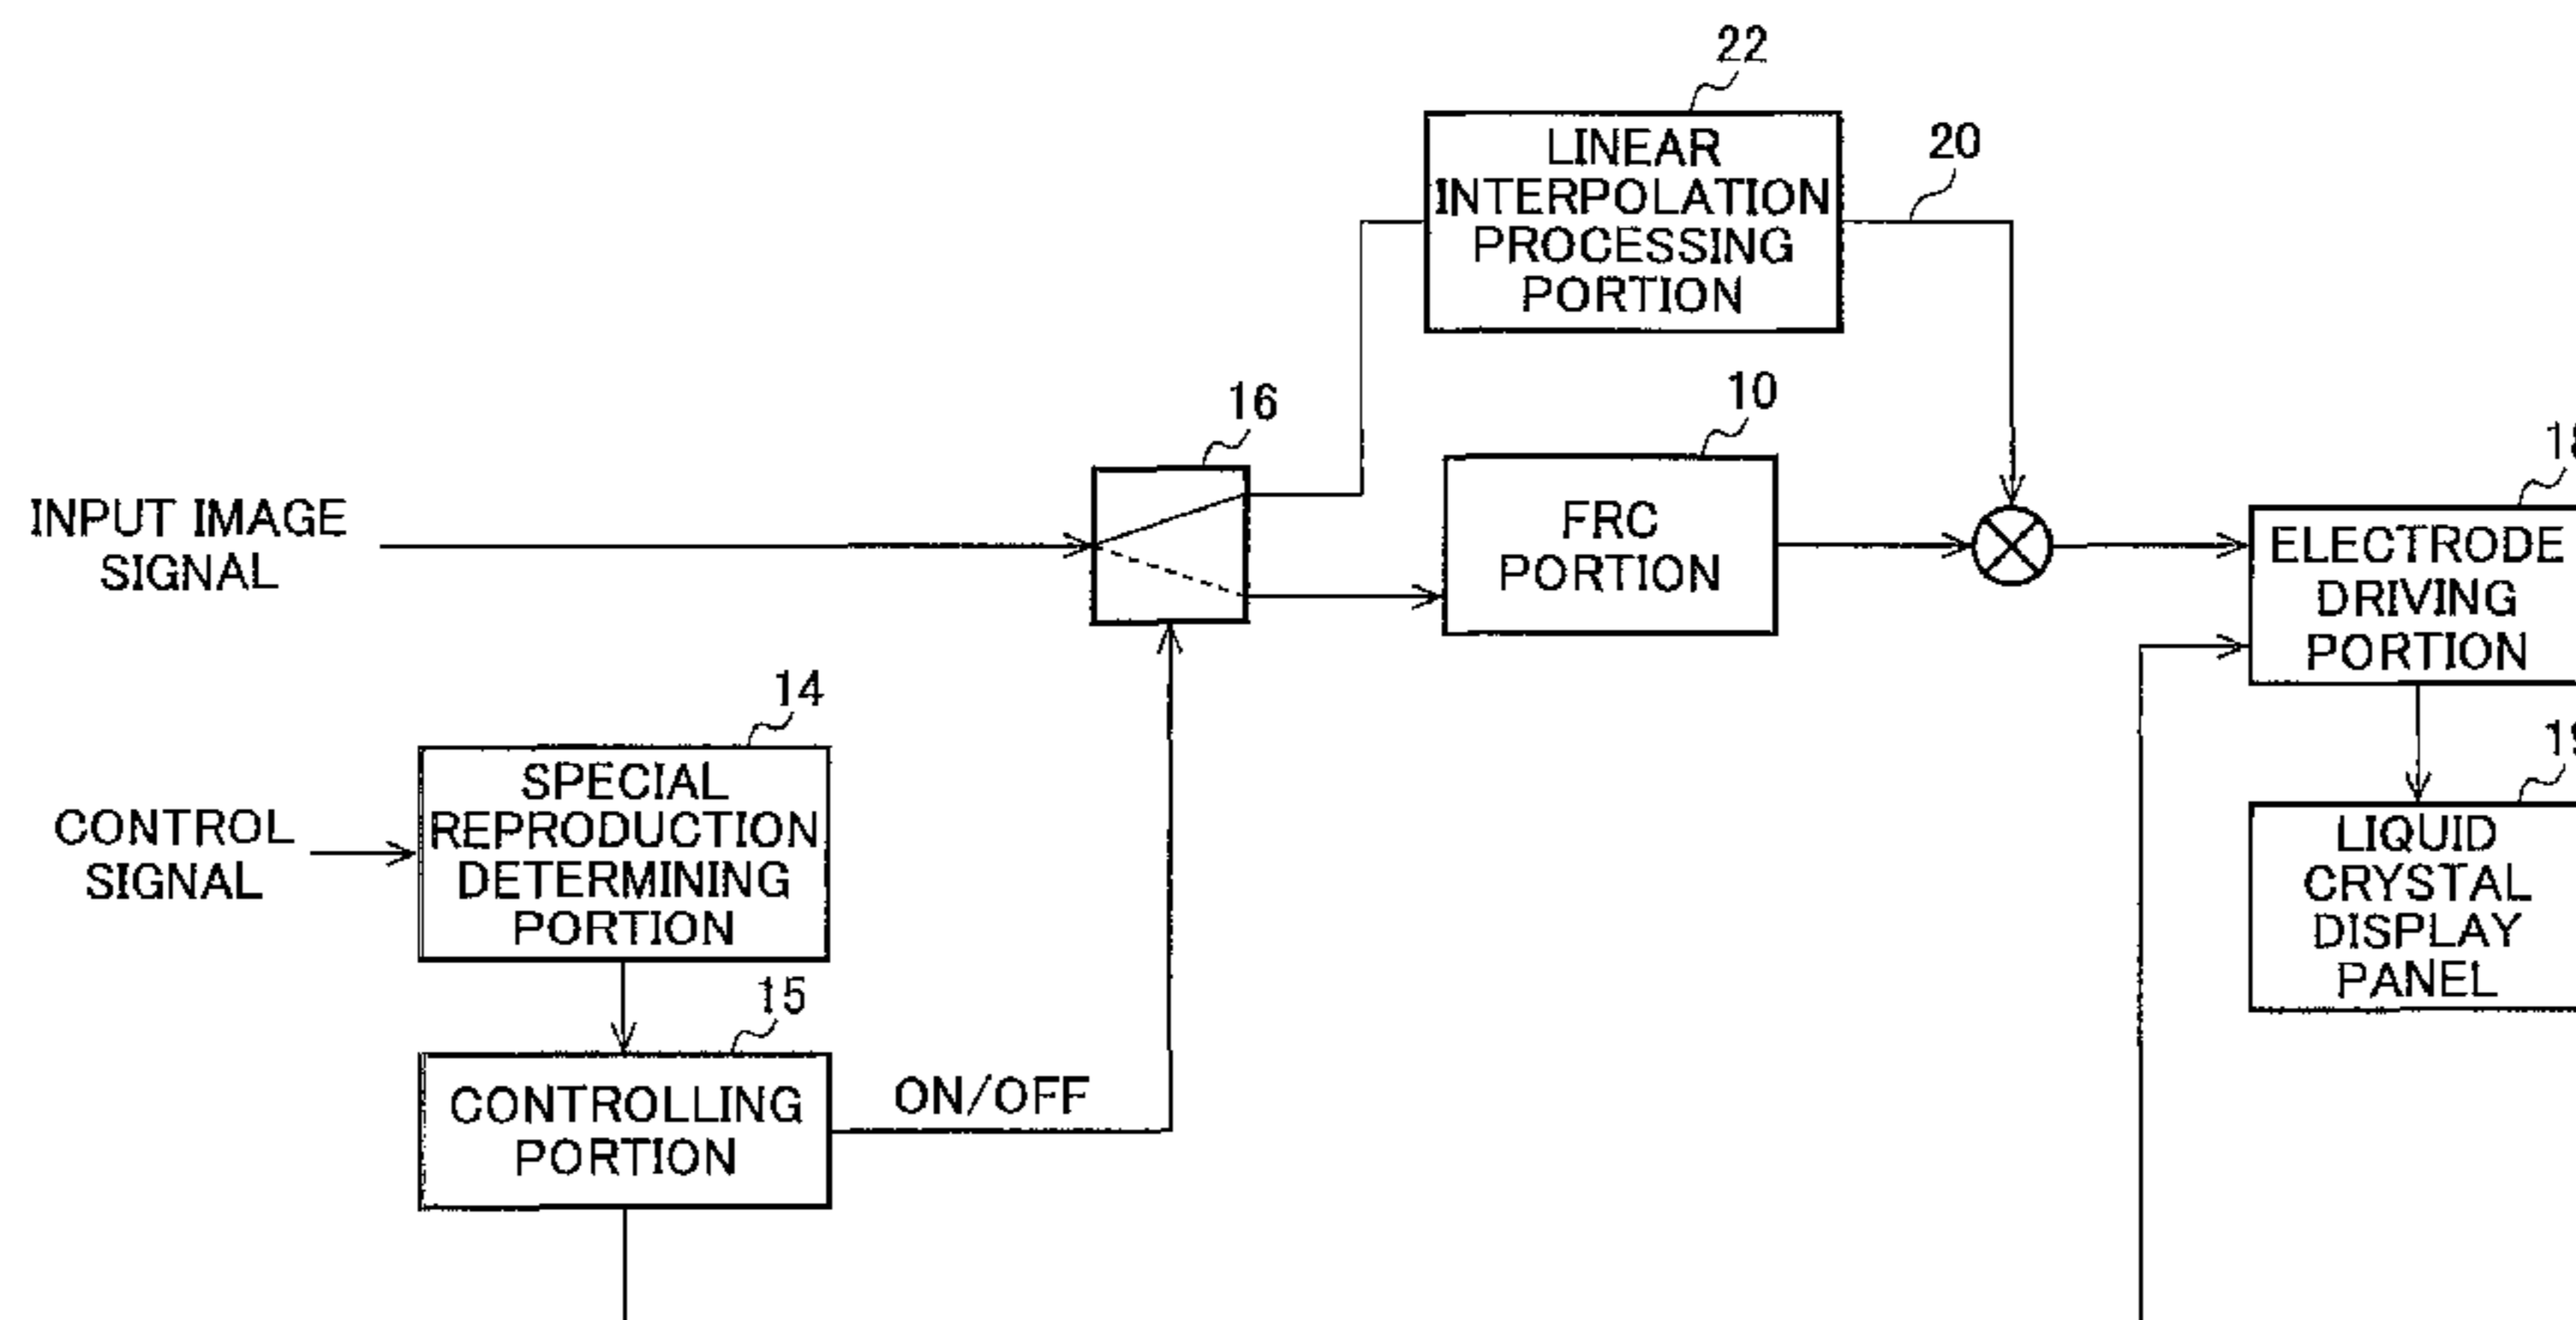 22
LINEAR
INTERPOLATION
PROCESSING
PORTION
20
16
10
INPUT IMAGE
SIGNAL
FRC
PORTION
ELECTRODE
DRIVING
PORTION
14
SPECIAL
REPRODUCTION
DETERMINING
PORTION
CONTROL
SIGNAL
LIQUID
CRYSTAL
DISPLAY
PANEL
15
CONTROLLING
PORTION
ON/OFF